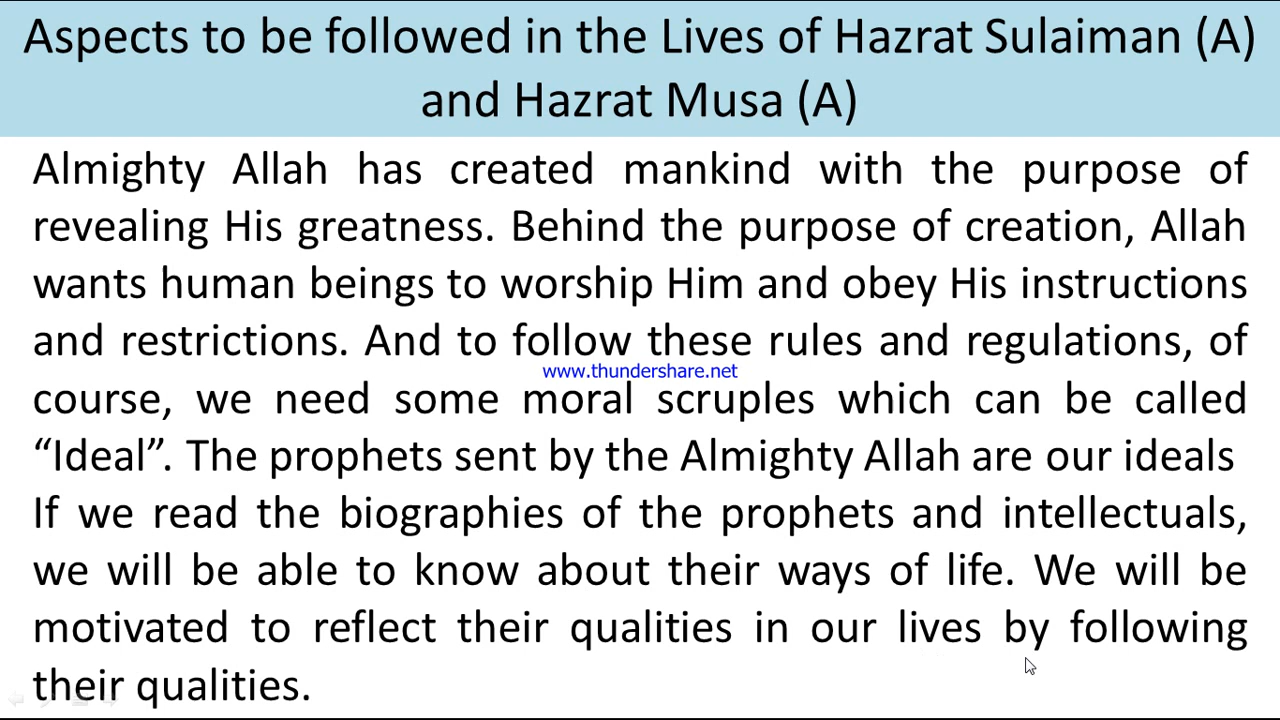 Aspects to be followed in the Lives of Hazrat Sulaiman (A)
and Hazrat Musa (A)
Almighty Allah has created mankind with the purpose of
revealing His greatness. Behind the purpose of creation, Allah
wants human beings to worship Him and obey His instructions
and restrictions. And to follow these rules and regulations, of
www.thundershare.net
course, we need some moral scruples which can be called
“Ideal”. The prophets sent by the Almighty Allah are our ideals
If we read the biographies of the prophets and intellectuals,
we will be able to know about their ways of life. We will be
motivated to reflect their qualities in our lives by following
their qualities.